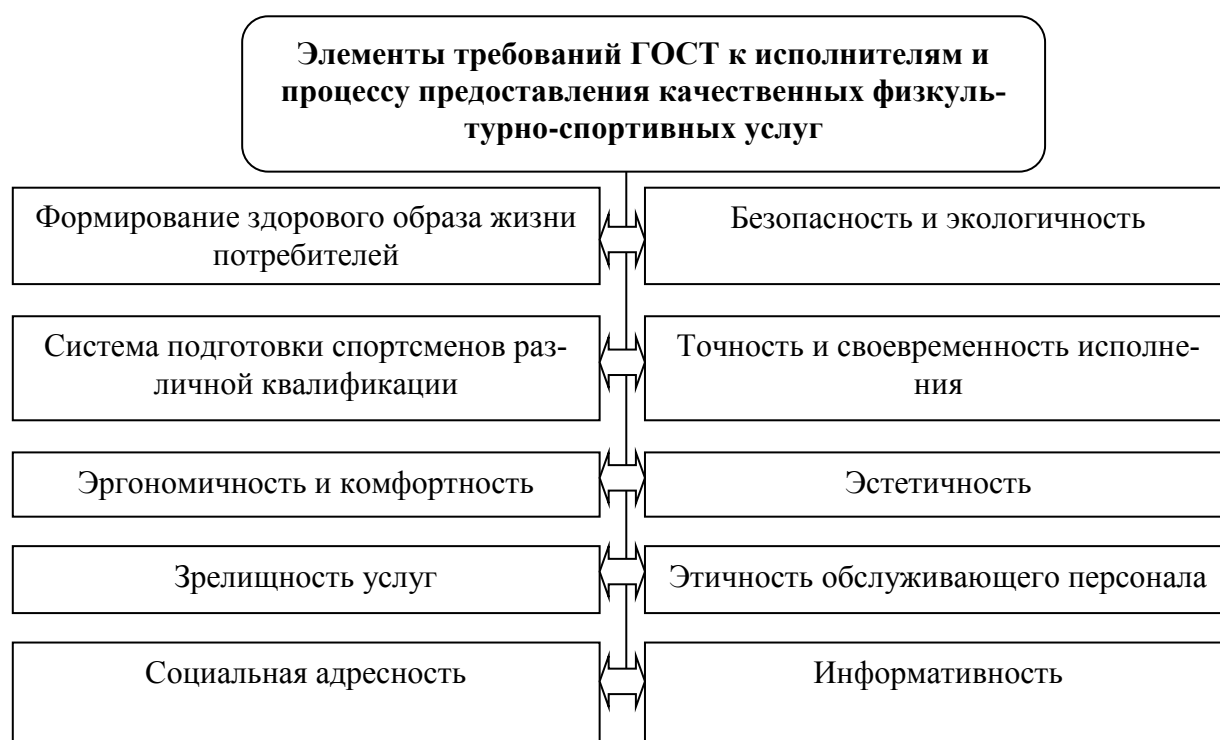 Элементы требований ГОСТ к исполнителям и
процессу предоставления качественных физкуль-
турно-спортивных услуг
Формирование здорового образа жизни
потребителей
Безопасность и экологичность
Система подготовки спортсменов раз-
личной квалификации
Точность и своевременность исполне-
ния
Эргономичность и комфортность
Эстетичность
Зрелищность услуг
Этичность обслуживающего персонала
Социальная адресность
Информативность